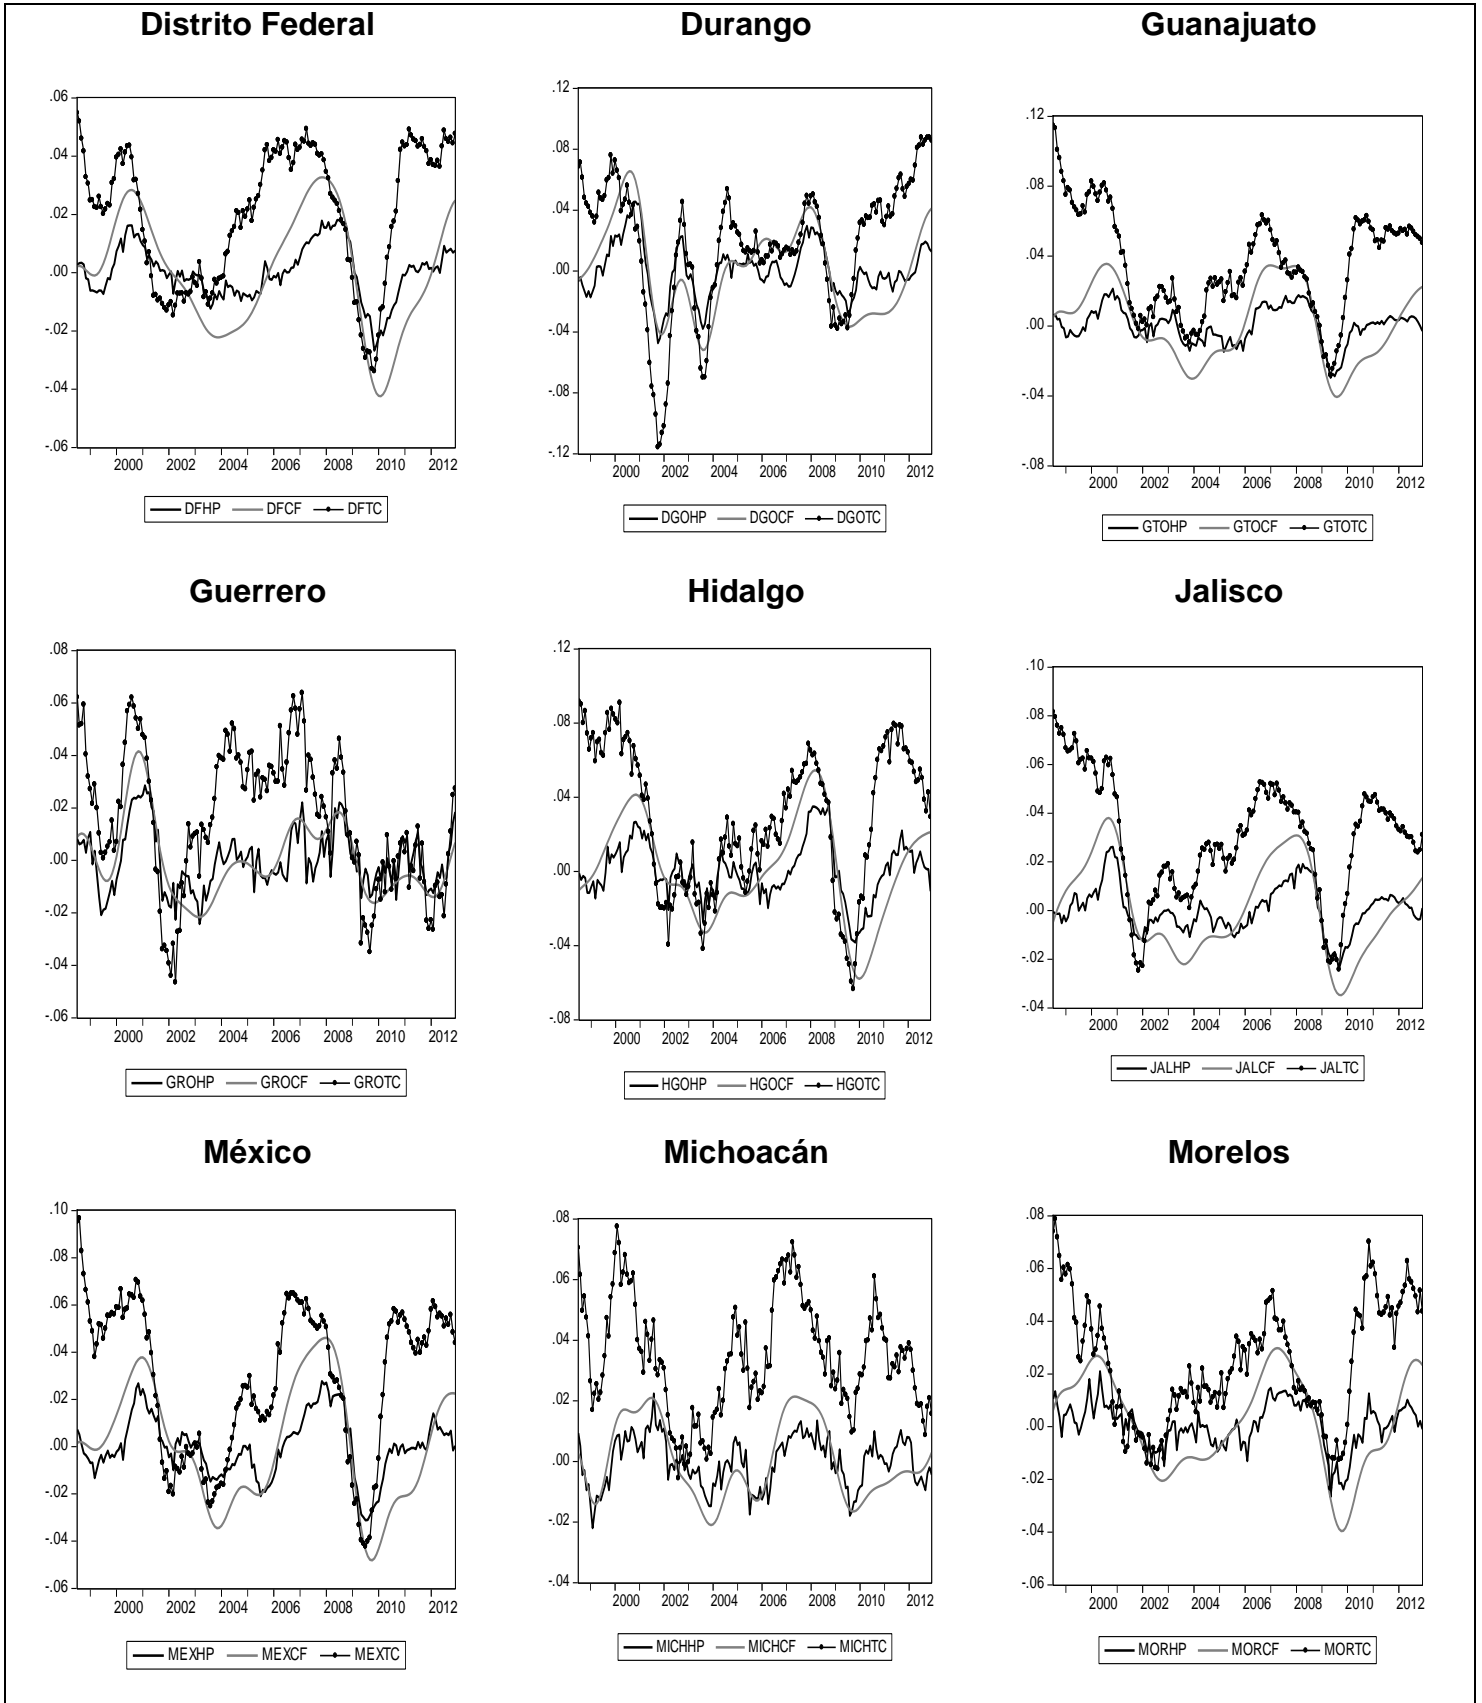 Distrito Federal
.06
.04
.02
.00
-.02
-.04
-.06
2000 2002 2004 2006 2008 2010 2012
DFHP DFCF DFTC
Durango
.12
.08
.04
.00
-.04
-.08
-.12
2000 2002 2004 2006 2008 2010 2012
DGOHP DGOCF DGOTC
Guanajuato
.12
.08
.04
.00
-.04
-.08
2000 2002 2004 2006 2008 2010 2012
GTOHP GTOCF GTOTC
Guerrero
.08
.06
.04
.02
.00
-.02
-.04
-.06
2000 2002 2004 2006 2008 2010 2012
GROHP GROCF GROTC
Hidalgo
.12
.08
.04
.00
-.04
-.08
2000 2002 2004 2006 2008 2010 2012
HGOHP HGOCF HGOTC
Jalisco
.10
.08
.06
.04
.02
.00
-.02
-.04
2000 2002 2004 2006 2008 2010 2012
JALHP JALCF JALTC
México
.10
.08
.06
.04
.02
.00
-.02
-.04
-.06
2000 2002 2004 2006 2008 2010 2012
MEXHP MEXCF MEXTC
Michoacán
.08
.06
.04
.02
.00
-.02
-.04
2000 2002 2004 2006 2008 2010 2012
MICHHP MICHCF MICHTC
Morelos
.08
.06
.04
.02
.00
-.02
-.04
-.06
2000 2002 2004 2006 2008 2010 2012
MORHP MORCF MORTC